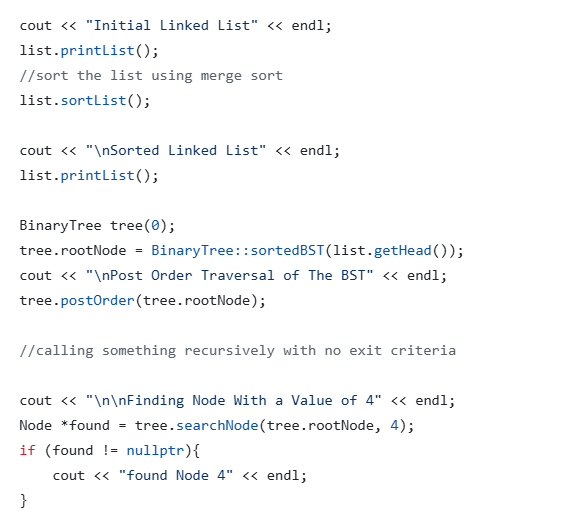 cout << "Initial Linked List" << endl;
list.printList();
//sort the list using merge sort
list.sortList();
cout << "\nSorted Linked List" << endl;
list.printList();
BinaryTree tree(0);
tree.rootNode = BinaryTree::sortedBST(list.getHead());
cout << "\nPost Order Traversal of The BST" << endl;
tree.postOrder(tree.rootNode);
//calling something recursively with no exit criteria
cout << "\n\nFinding Node With a Value of 4" << endl;
Node *found = tree.searchNode(tree.rootNode, 4);
if (found != nullptr){
    cout << "found Node 4" << endl;
}